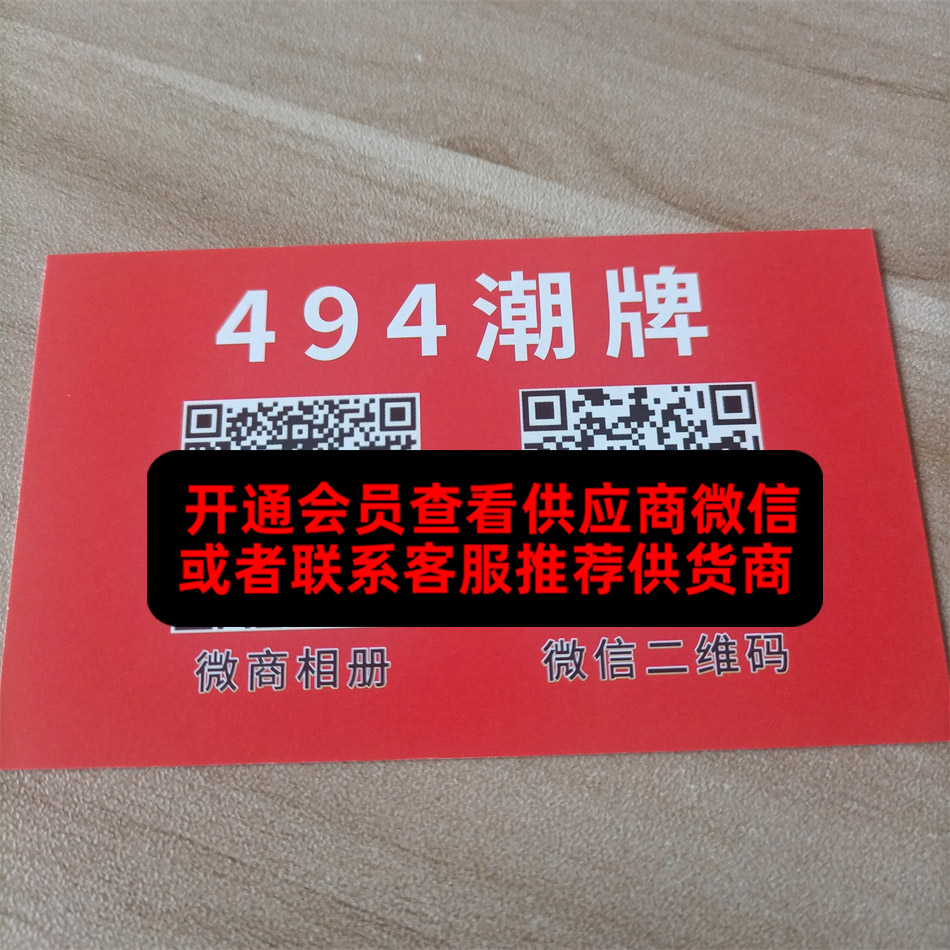 494潮牌
开通会员查看供应商微信
或者联系客服推荐供货商
微商相册
微信二维码